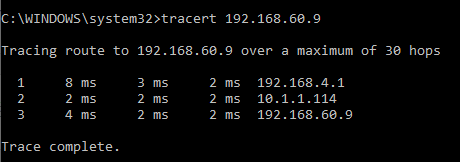 C:\WINDOWS\system32>tracert 192.168.60.9
Tracing route to 192.168.60.9 over a maximum of 30 hops
1 8 ms 3 ms 2 ms 192.168.4.1
2 2 ms 2 ms 2 ms 10.1.1.114
3 4 ms 2 ms 2 ms 192.168.60.9
Trace complete.